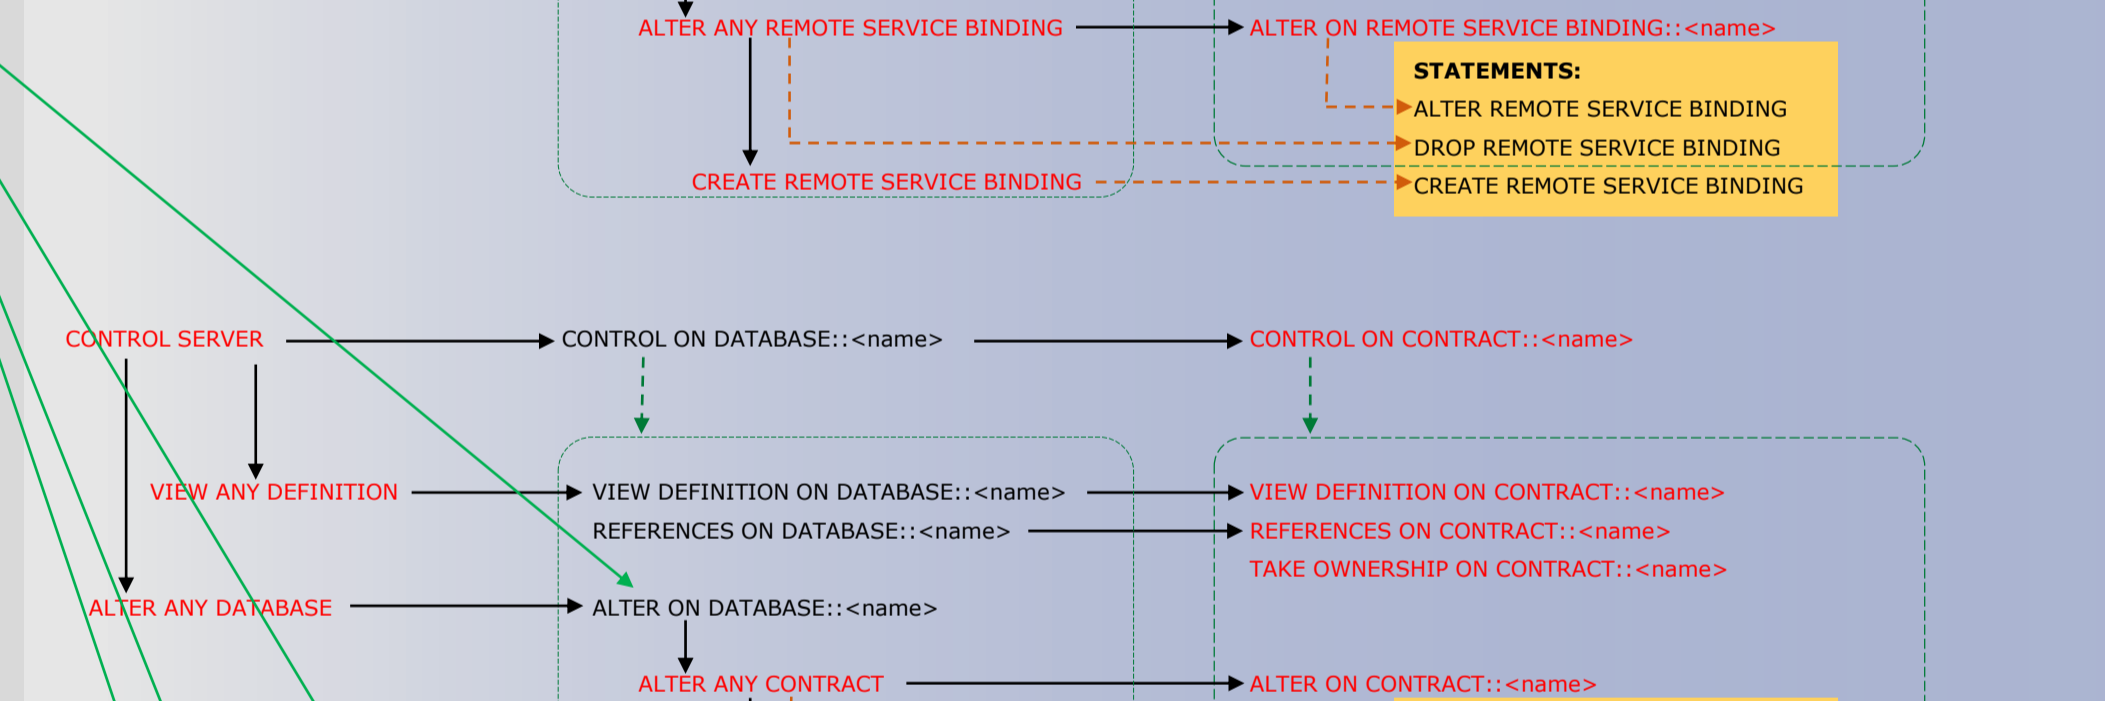 ALTER ANY REMOTE SERVICE BINDING
ALTER ON REMOTE SERVICE BINDING::<name>
STATEMENTS:
ALTER REMOTE SERVICE BINDING
DROP REMOTE SERVICE BINDING
CREATE REMOTE SERVICE BINDING
CREATE REMOTE SERVICE BINDING
CONTROL SERVER
CONTROL ON DATABASE::<name>
CONTROL ON CONTRACT::<name>
VIEW ANY DEFINITION
VIEW DEFINITION ON DATABASE::<name>
VIEW DEFINITION ON CONTRACT::<name>
REFERENCES ON DATABASE::<name>
REFERENCES ON CONTRACT::<name>
TAKE OWNERSHIP ON CONTRACT::<name>
ALTER ANY DATABASE
ALTER ON DATABASE::<name>
ALTER ANY CONTRACT
ALTER ON CONTRACT::<name>